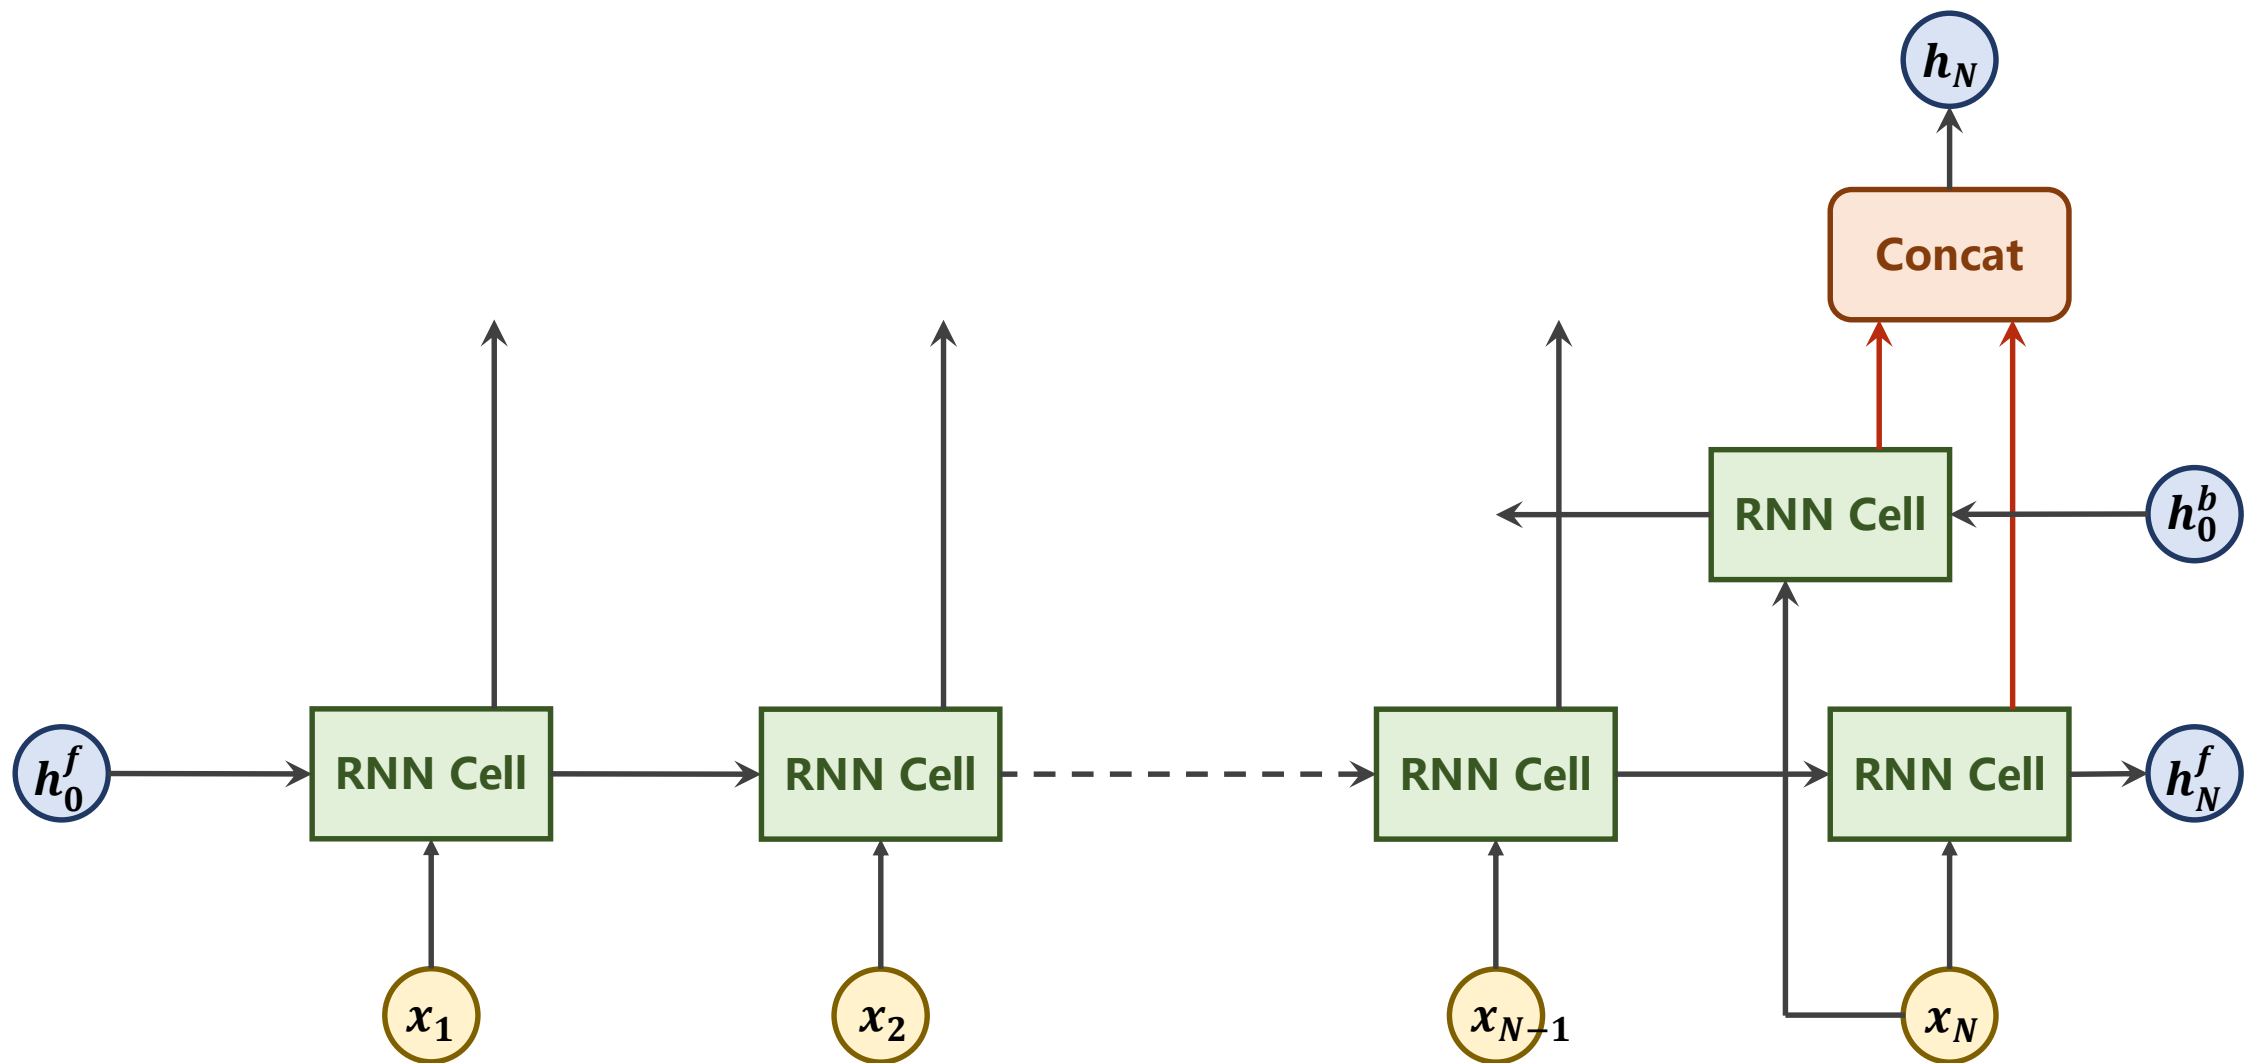 h_N
Concat
RNN Cell
h_0^b
h_0^f
RNN Cell
RNN Cell
RNN Cell
RNN Cell
h_N^f
x_1
x_2
x_{N-1}
x_N